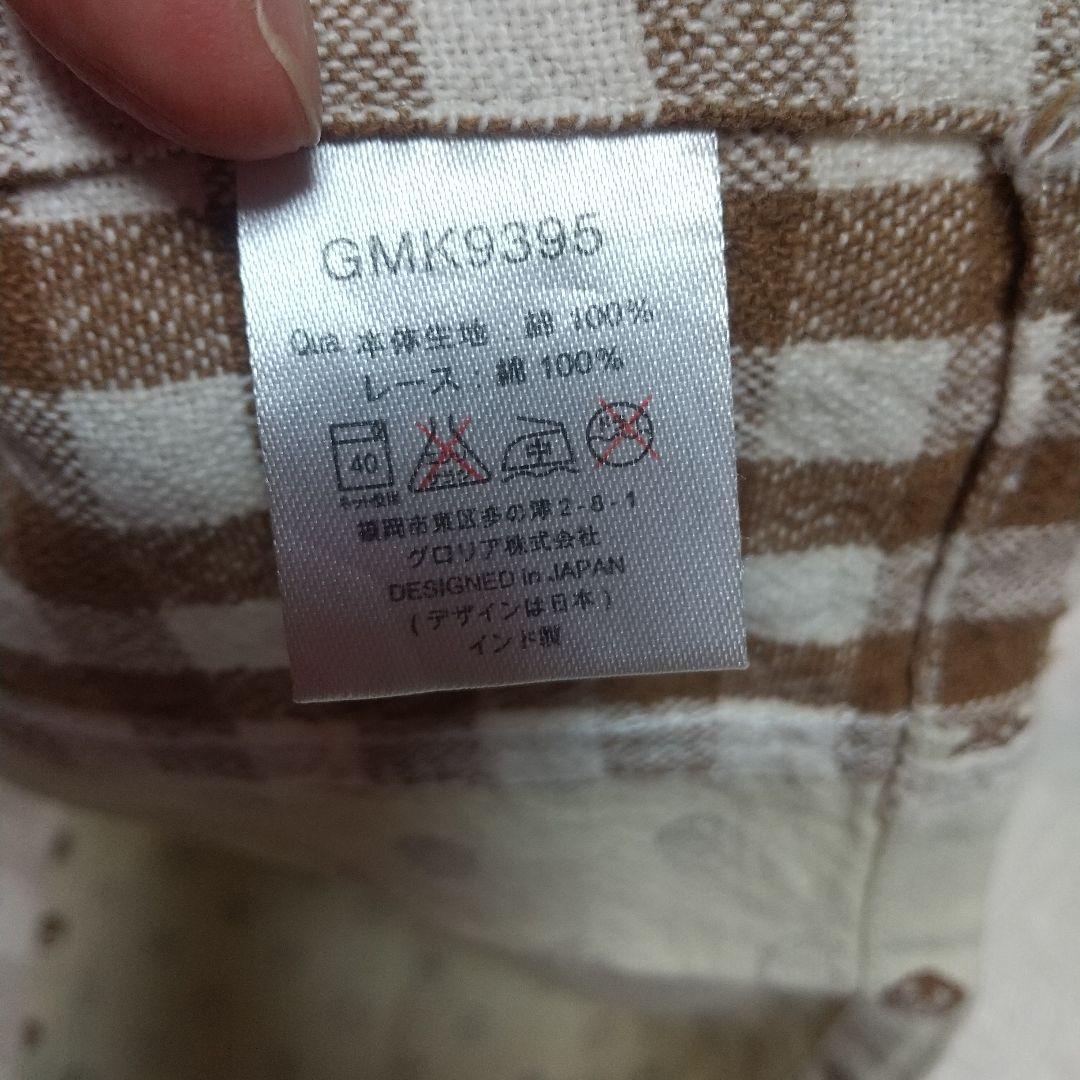 GMK9395
Qua. 本体生地 : 綿 100%
レース : 綿 100%
40 中
ネット使用
福岡市東区多の津2-8-1
グロリア株式会社
DESIGNED in JAPAN
( デザインは日本 )
インド製